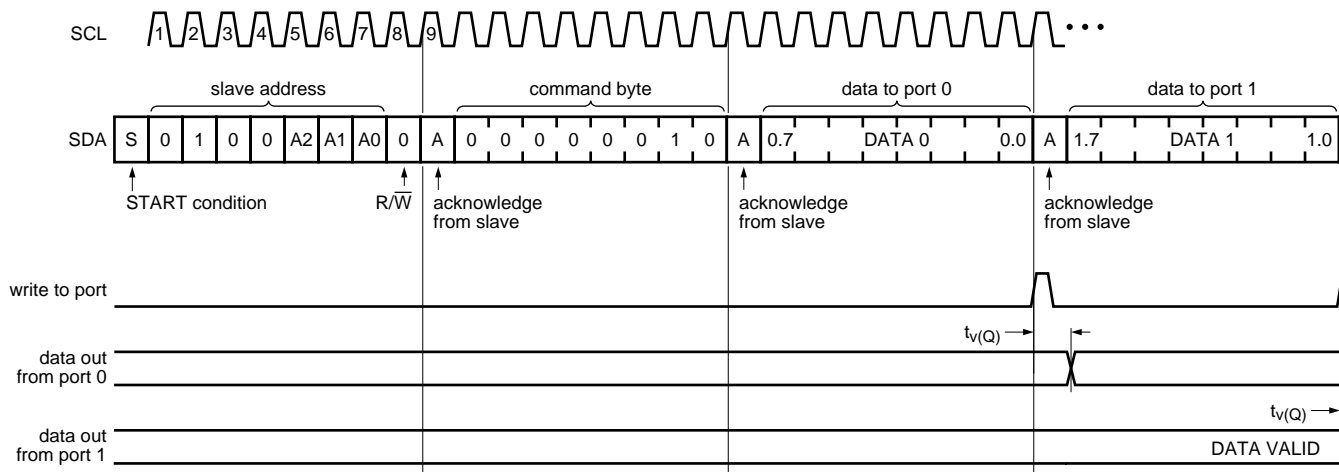 SCL 1 2 3 4 5 6 7 8 9 • • •
slave address command byte data to port 0 data to port 1
SDA S 0 1 0 0 A2 A1 A0 0 A 0 0 0 0 0 0 1 0 A 0.7 DATA 0 0.0 A 1.7 DATA 1 1.0
START condition R/W̅ acknowledge from slave acknowledge from slave acknowledge from slave
write to port
tv(Q)
data out
from port 0
tv(Q)
data out
from port 1
DATA VALID